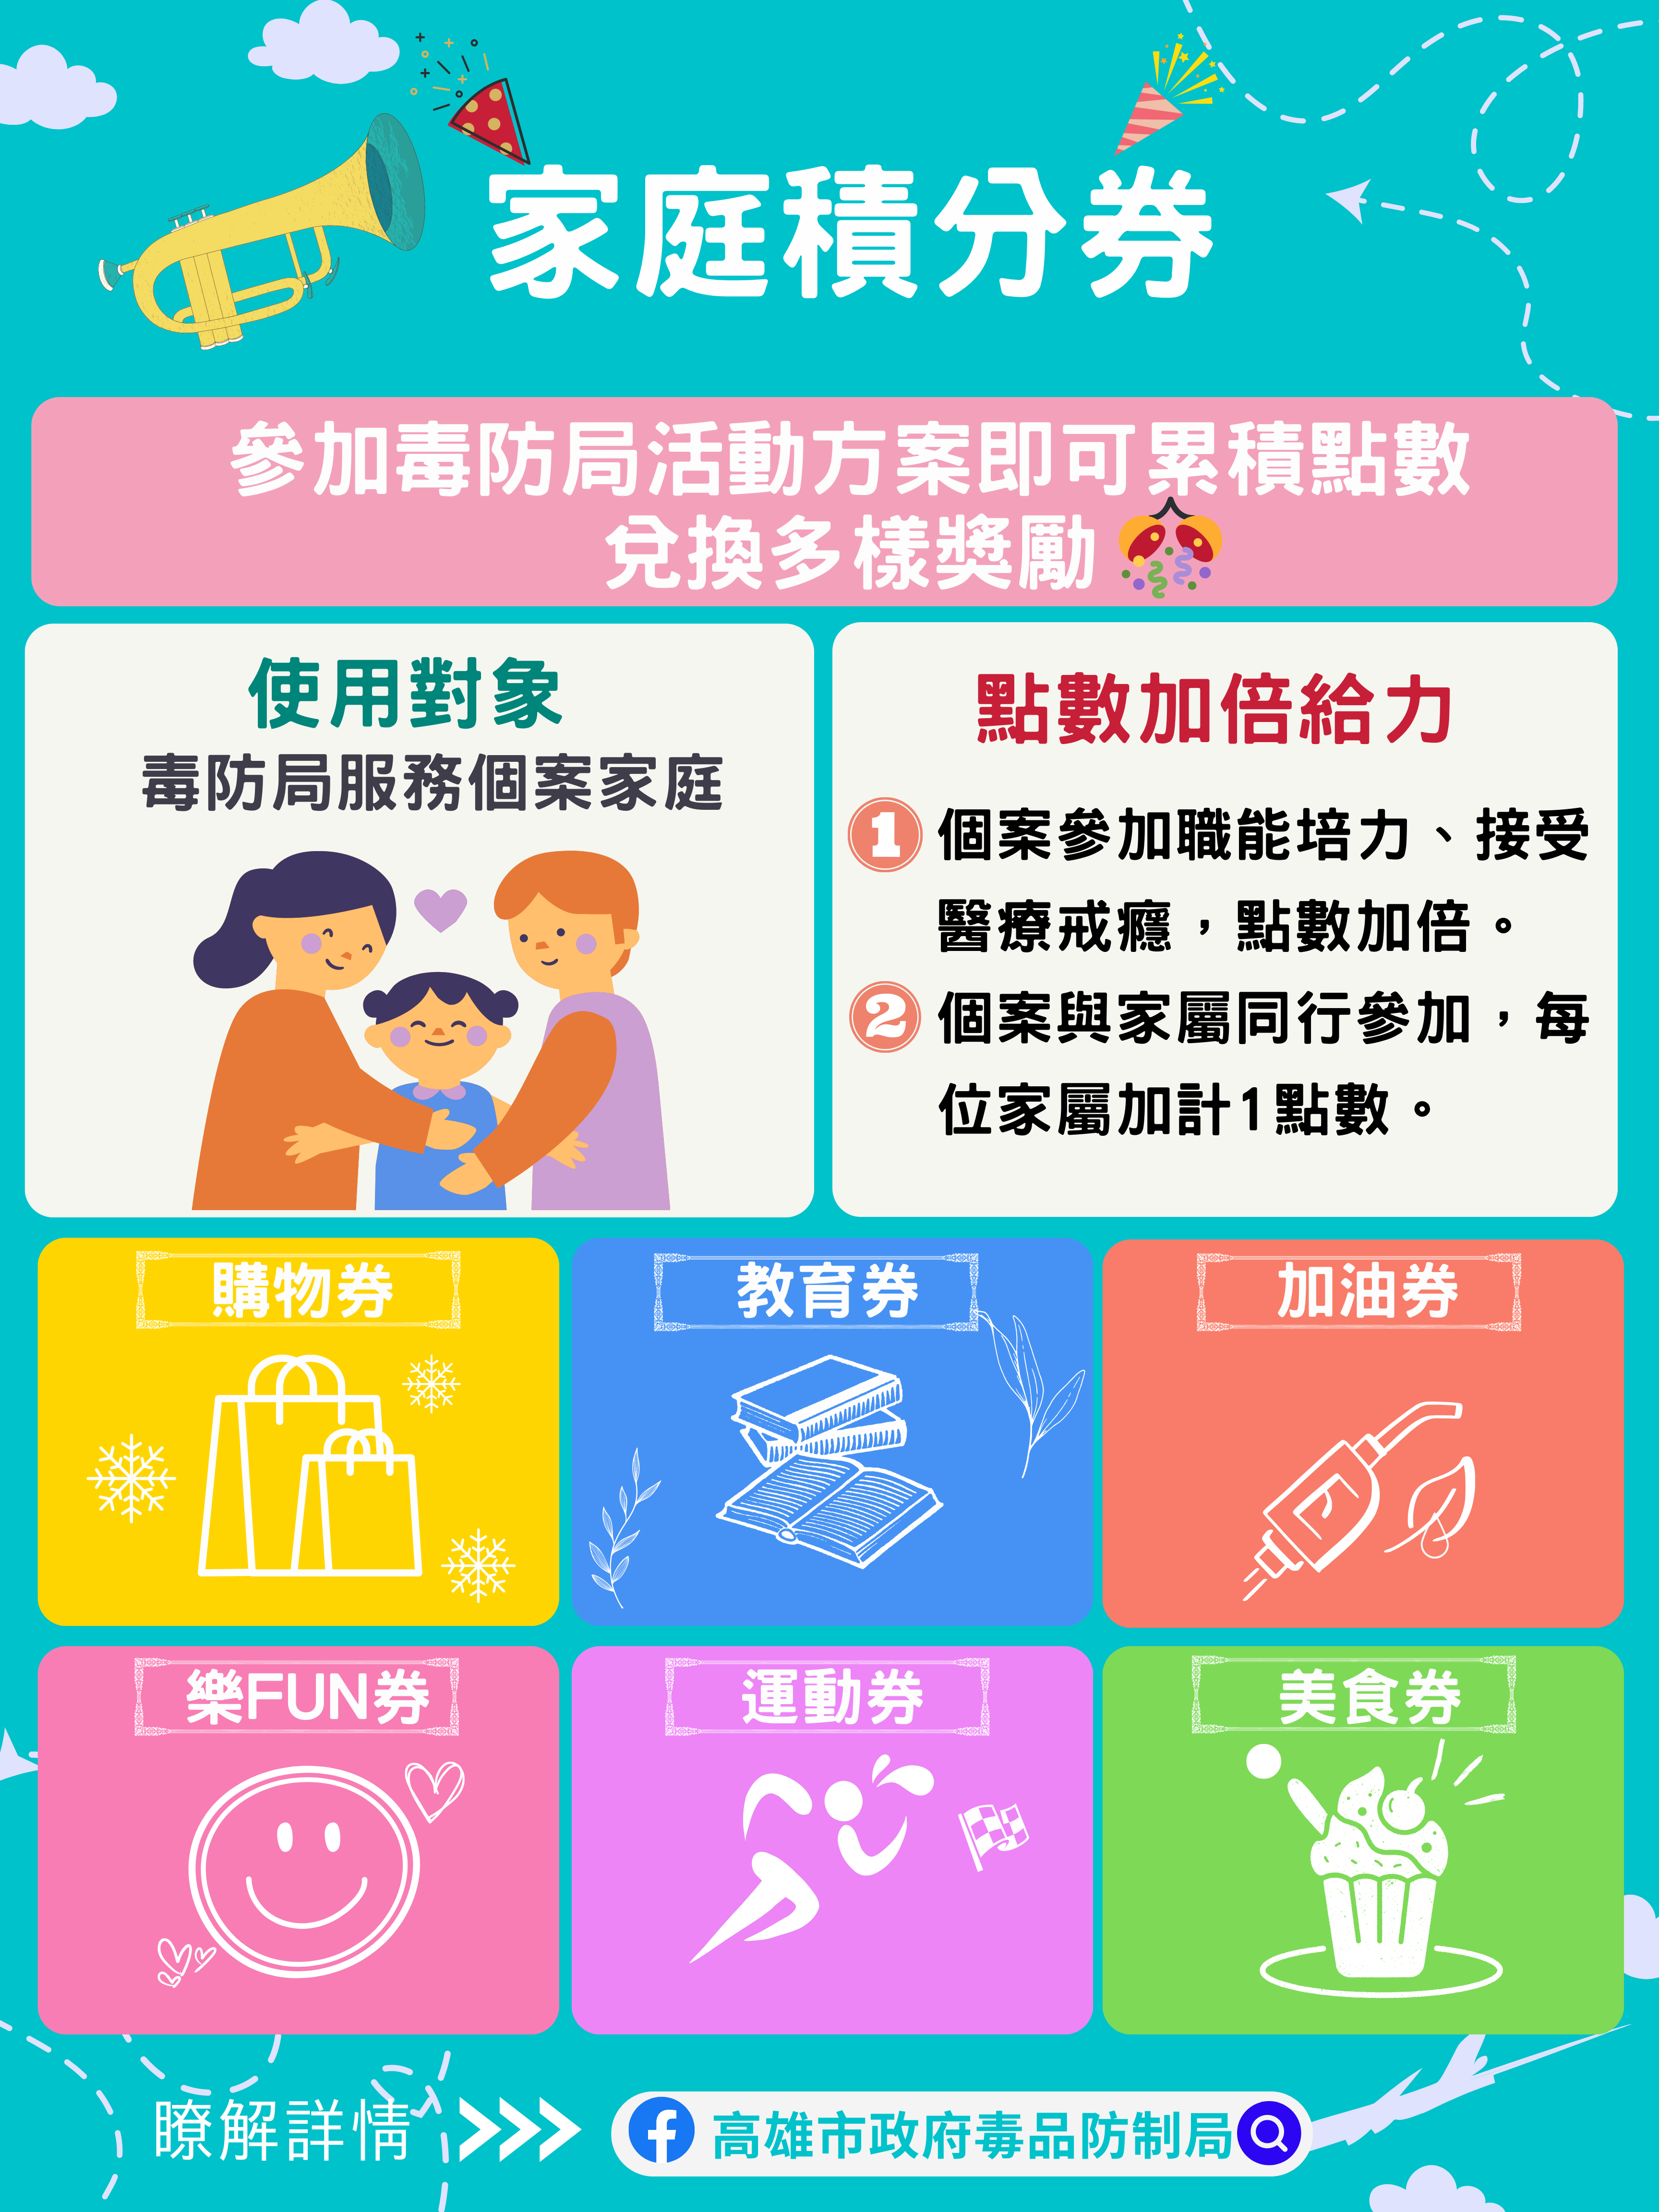 家庭積分券
參加毒防局活動方案即可累積點數
兌換多樣獎勵
使用對象
毒防局服務個案家庭
點數加倍給力
1 個案參加職能培力、接受
醫療戒癮，點數加倍。
2 個案與家屬同行參加，每
位家屬加計1點數。
購物券
教育券
加油券
樂FUN券
運動券
美食券
瞭解詳情
高雄市政府毒品防制局